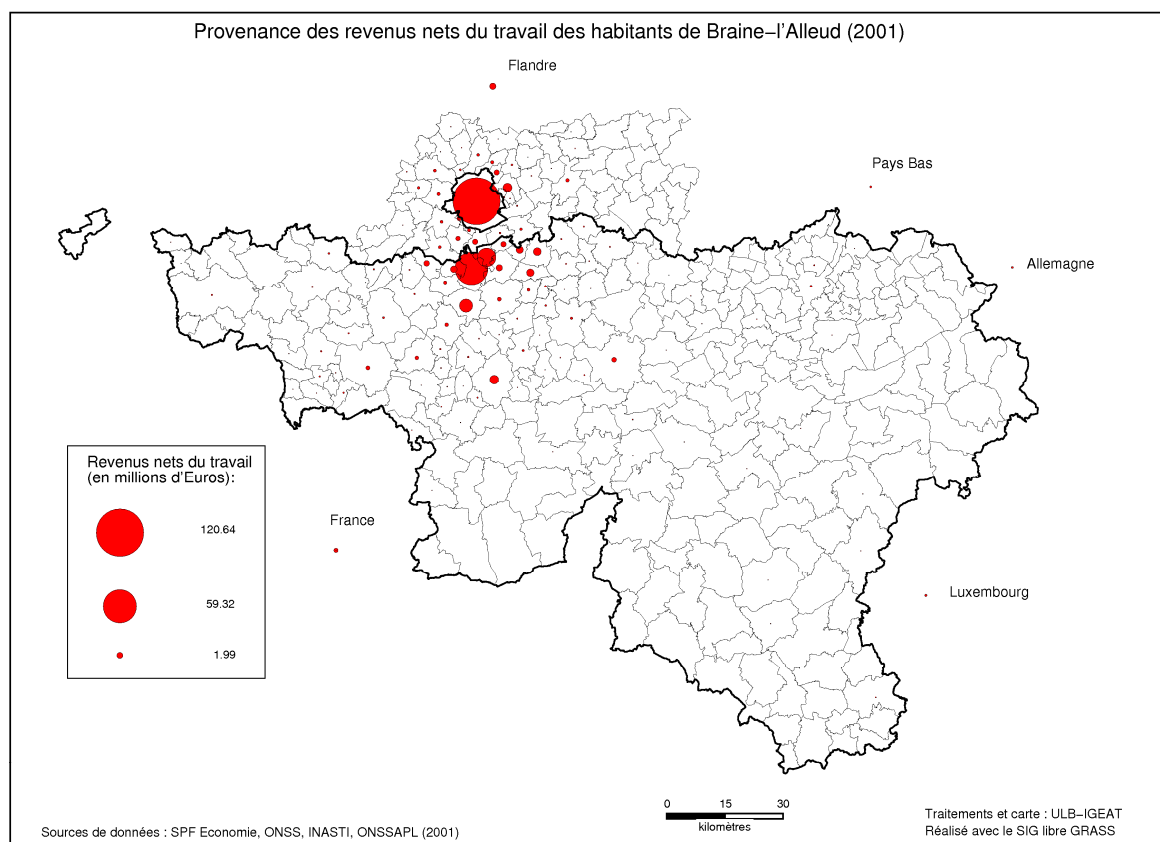 Provenance des revenus nets du travail des habitants de Braine−l'Alleud (2001)
Flandre
Pays Bas
Allemagne
Revenus nets du travail
(en millions d'Euros):
120.64
59.32
1.99
France
Luxembourg
0 15 30
kilomètres
Sources de données : SPF Economie, ONSS, INASTI, ONSSAPL (2001)
Traitements et carte : ULB−IGEAT
Réalisé avec le SIG libre GRASS